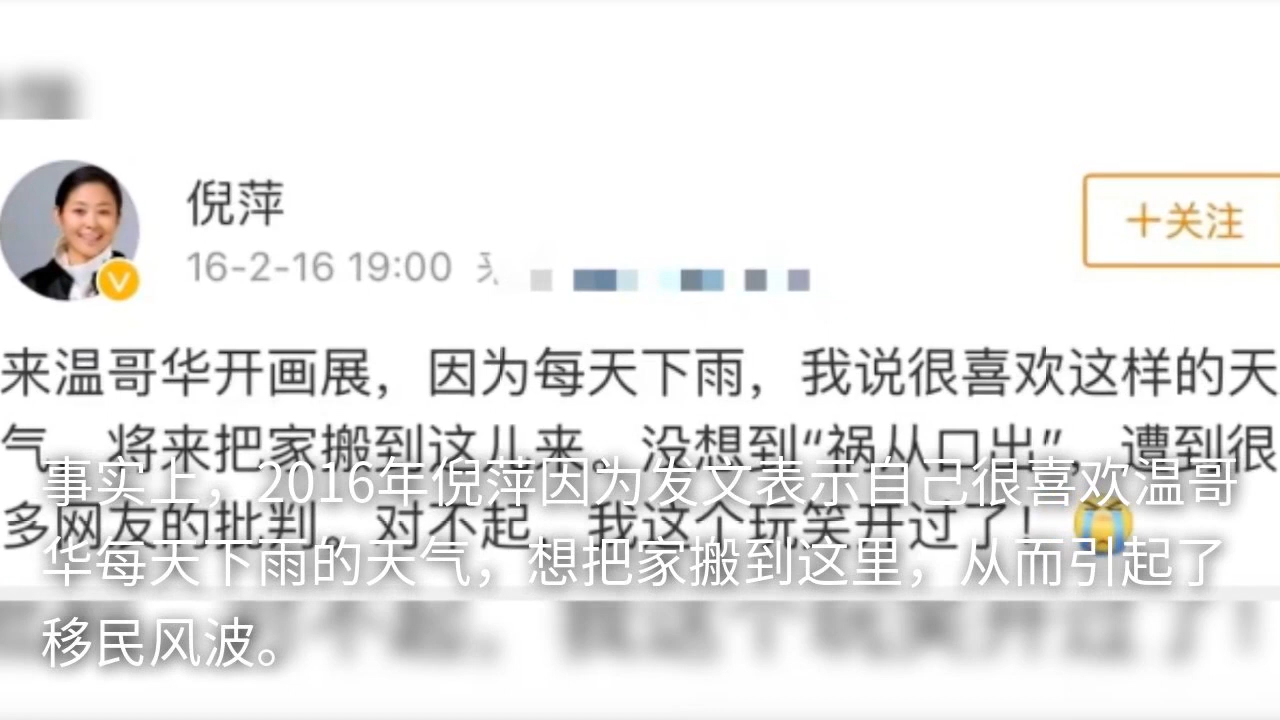 倪萍
16-2-16 19:00
十关注
来温哥华开画展，因为每天下雨，我说很喜欢这样的天
气，将来把家搬到这儿来。没想到“祸从口出”，遭到很
多网友的批判。对不起，我这个玩笑开过了！
事实上，2016年倪萍因为发文表示自己很喜欢温哥
华每天下雨的天气，想把家搬到这里，从而引起了
移民风波。